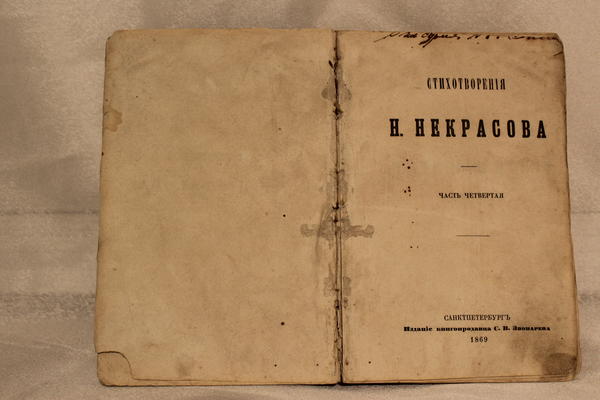 СТИХОТВОРЕНІЯ
Н. НЕКРАСОВА
ЧАСТЬ ЧЕТВЕРТАЯ
САНКТПЕТЕРБУРГЪ
Изданіе книгопродавца С. В. Звонарева
1869